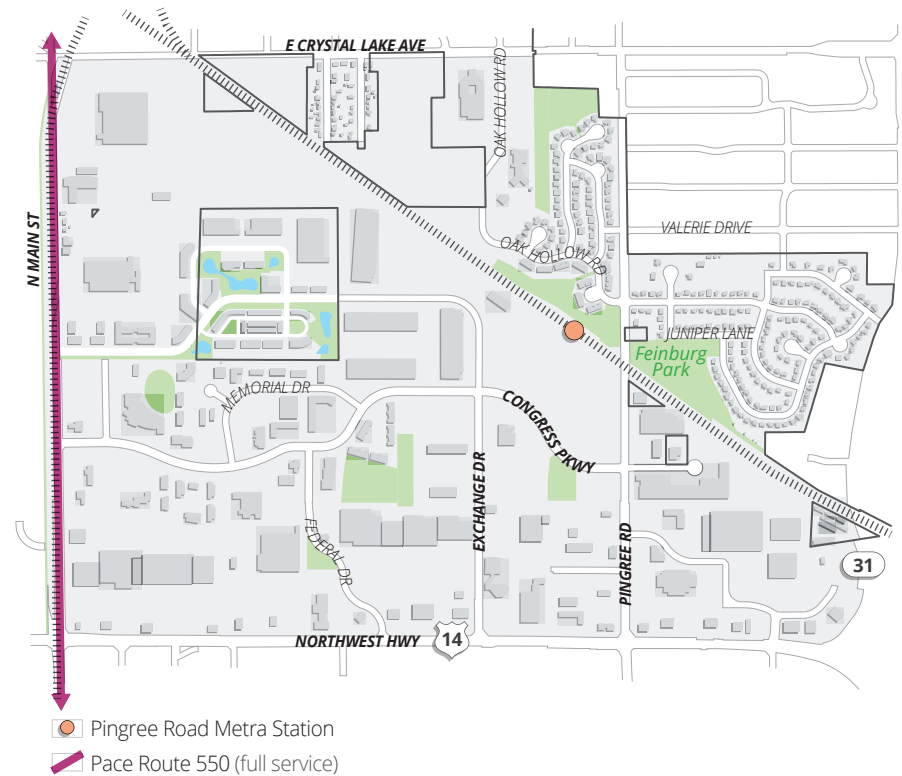 E CRYSTAL LAKE AVE
OAK HOLLOW RD
N MAIN ST
VALERIE DRIVE
OAK HOLLOW RD
JUNIPER LANE
Feinburg
Park
MEMORIAL DR
CONGRESS PKWY
EXCHANGE DR
FEDERAL DR
PINGREE RD
31
NORTHWEST HWY
14
Pingree Road Metra Station
Pace Route 550 (full service)